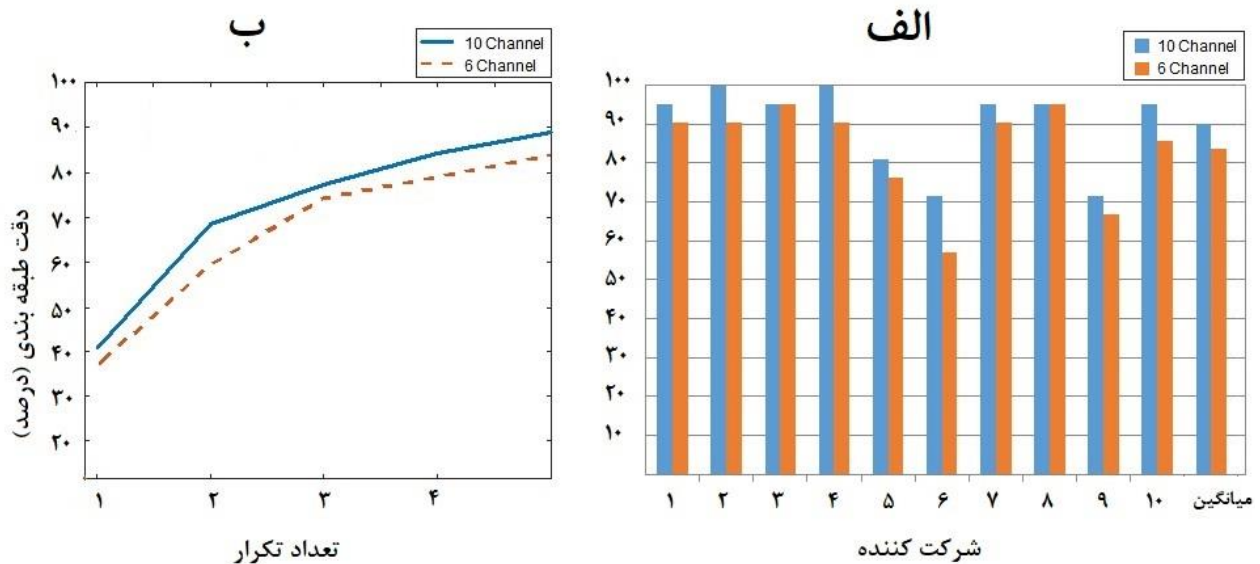 الف
10 Channel
6 Channel
۱۰۰
۹۰
۸۰
۷۰
۶۰
۵۰
۴۰
۳۰
۲۰
۱۰
۱ ۲ ۳ ۴ ۵ ۶ ۷ ۸ ۹ ۱۰ میانگین
شرکت کننده
ب
10 Channel
6 Channel
دقت طبقه بندی (درصد)
۱۰۰
۹۰
۸۰
۷۰
۶۰
۵۰
۴۰
۳۰
۲۰
۱ ۲ ۳ ۴
تعداد تکرار